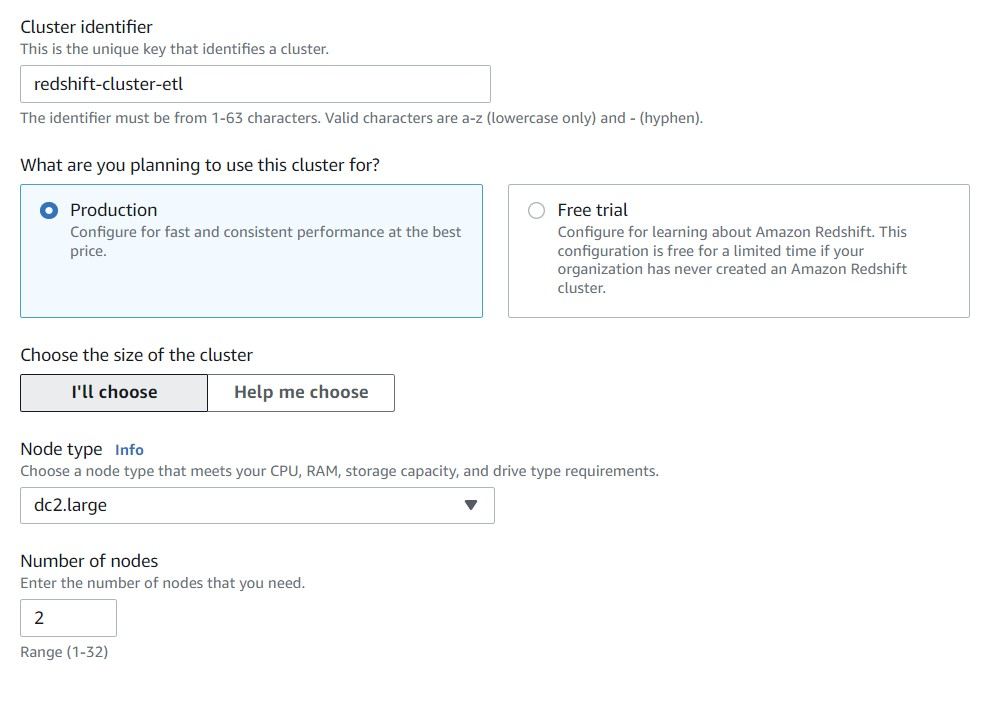 Cluster identifier
This is the unique key that identifies a cluster.
redshift-cluster-etl
The identifier must be from 1-63 characters. Valid characters are a-z (lowercase only) and - (hyphen).
What are you planning to use this cluster for?
Production
Configure for fast and consistent performance at the best
price.
Free trial
Configure for learning about Amazon Redshift. This
configuration is free for a limited time if your
organization has never created an Amazon Redshift
cluster.
Choose the size of the cluster
I'll choose
Help me choose
Node type Info
Choose a node type that meets your CPU, RAM, storage capacity, and drive type requirements.
dc2.large
Number of nodes
Enter the number of nodes that you need.
2
Range (1-32)